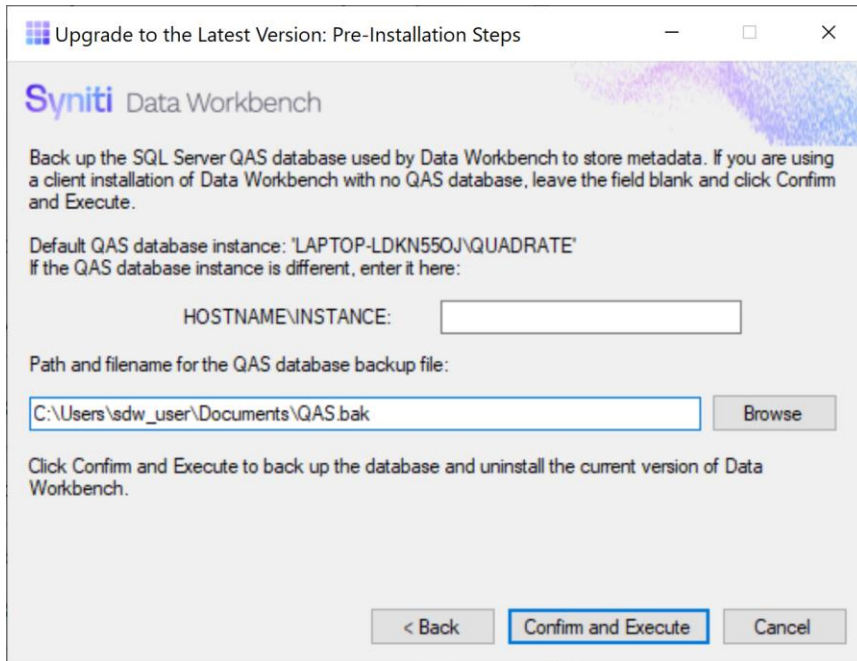 Upgrade to the Latest Version: Pre-Installation Steps
Syniti Data Workbench
Back up the SQL Server QAS database used by Data Workbench to store metadata. If you are using
a client installation of Data Workbench with no QAS database, leave the field blank and click Confirm
and Execute.
Default QAS database instance: 'LAPTOP-LDKN55OJ\QUADRATE'
If the QAS database instance is different, enter it here:
HOSTNAME\INSTANCE:
Path and filename for the QAS database backup file:
C:\Users\sdw_user\Documents\QAS.bak
Browse
Click Confirm and Execute to back up the database and uninstall the current version of Data
Workbench.
< Back
Confirm and Execute
Cancel